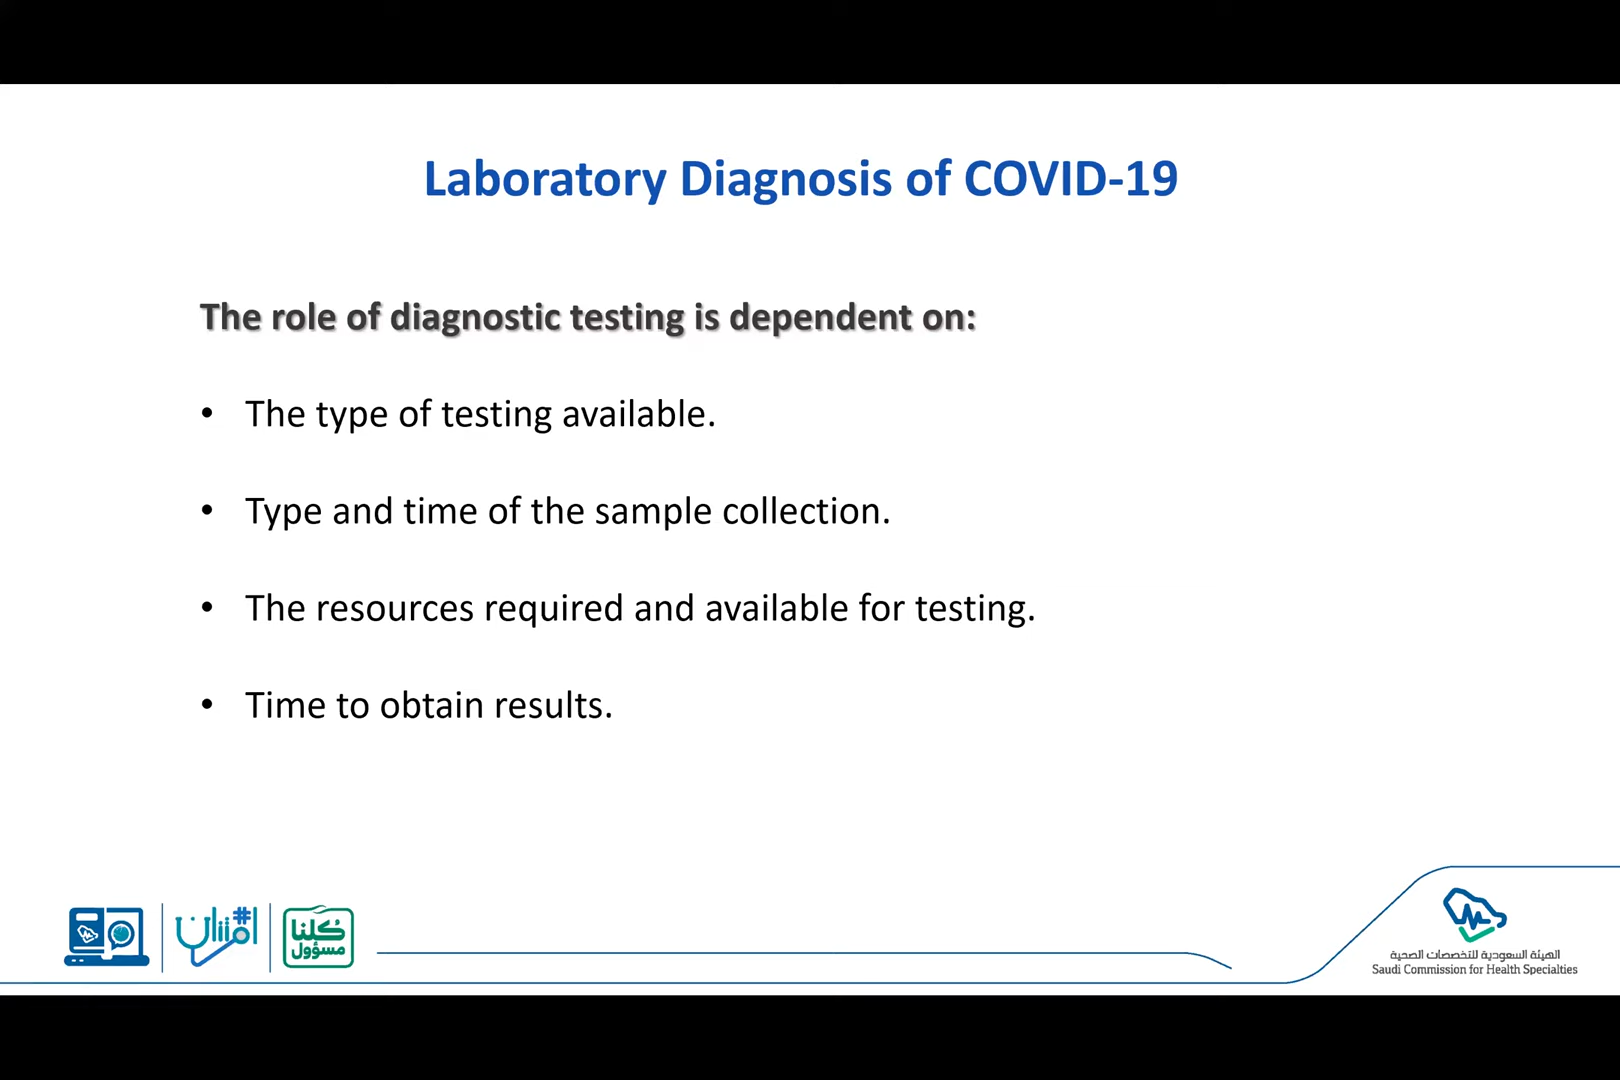 Laboratory Diagnosis of COVID-19
The role of diagnostic testing is dependent on:
• The type of testing available.
• Type and time of the sample collection.
• The resources required and available for testing.
• Time to obtain results.
#امتنان
كلنا
مسؤول
الهيئة السعودية للتخصصات الصحية
Saudi Commission for Health Specialties